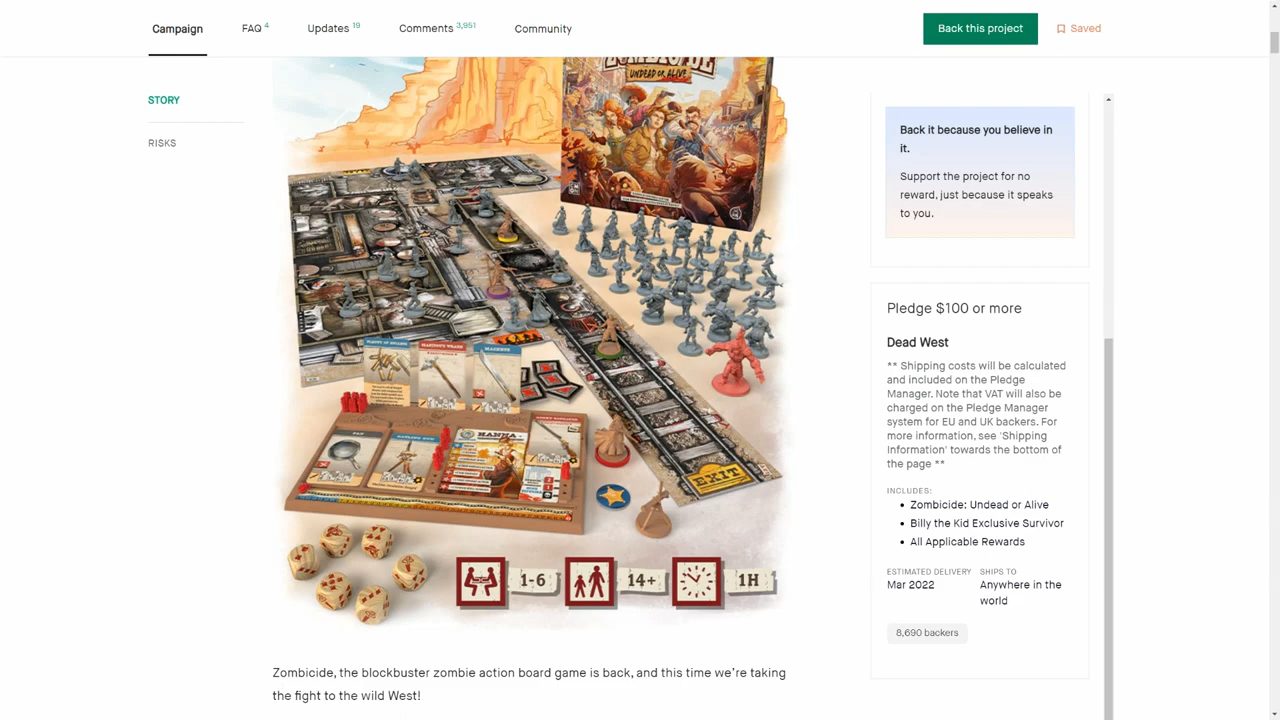 Campaign
FAQ 4
Updates 19
Comments 3,951
Community
Back this project
Saved
STORY
RISKS
UNDEAD OR ALIVE
HANNA
EXIT
1-6
14+
1H
Zombicide, the blockbuster zombie action board game is back, and this time we're taking
the fight to the wild West!
Back it because you believe in
it.
Support the project for no
reward, just because it speaks
to you.
Pledge $100 or more
Dead West
** Shipping costs will be calculated
and included on the Pledge
Manager. Note that VAT will also be
charged on the Pledge Manager
system for EU and UK backers. For
more information, see 'Shipping
Information' towards the bottom of
the page **
INCLUDES:
• Zombicide: Undead or Alive
• Billy the Kid Exclusive Survivor
• All Applicable Rewards
ESTIMATED DELIVERY
Mar 2022
SHIPS TO
Anywhere in the
world
8,690 backers